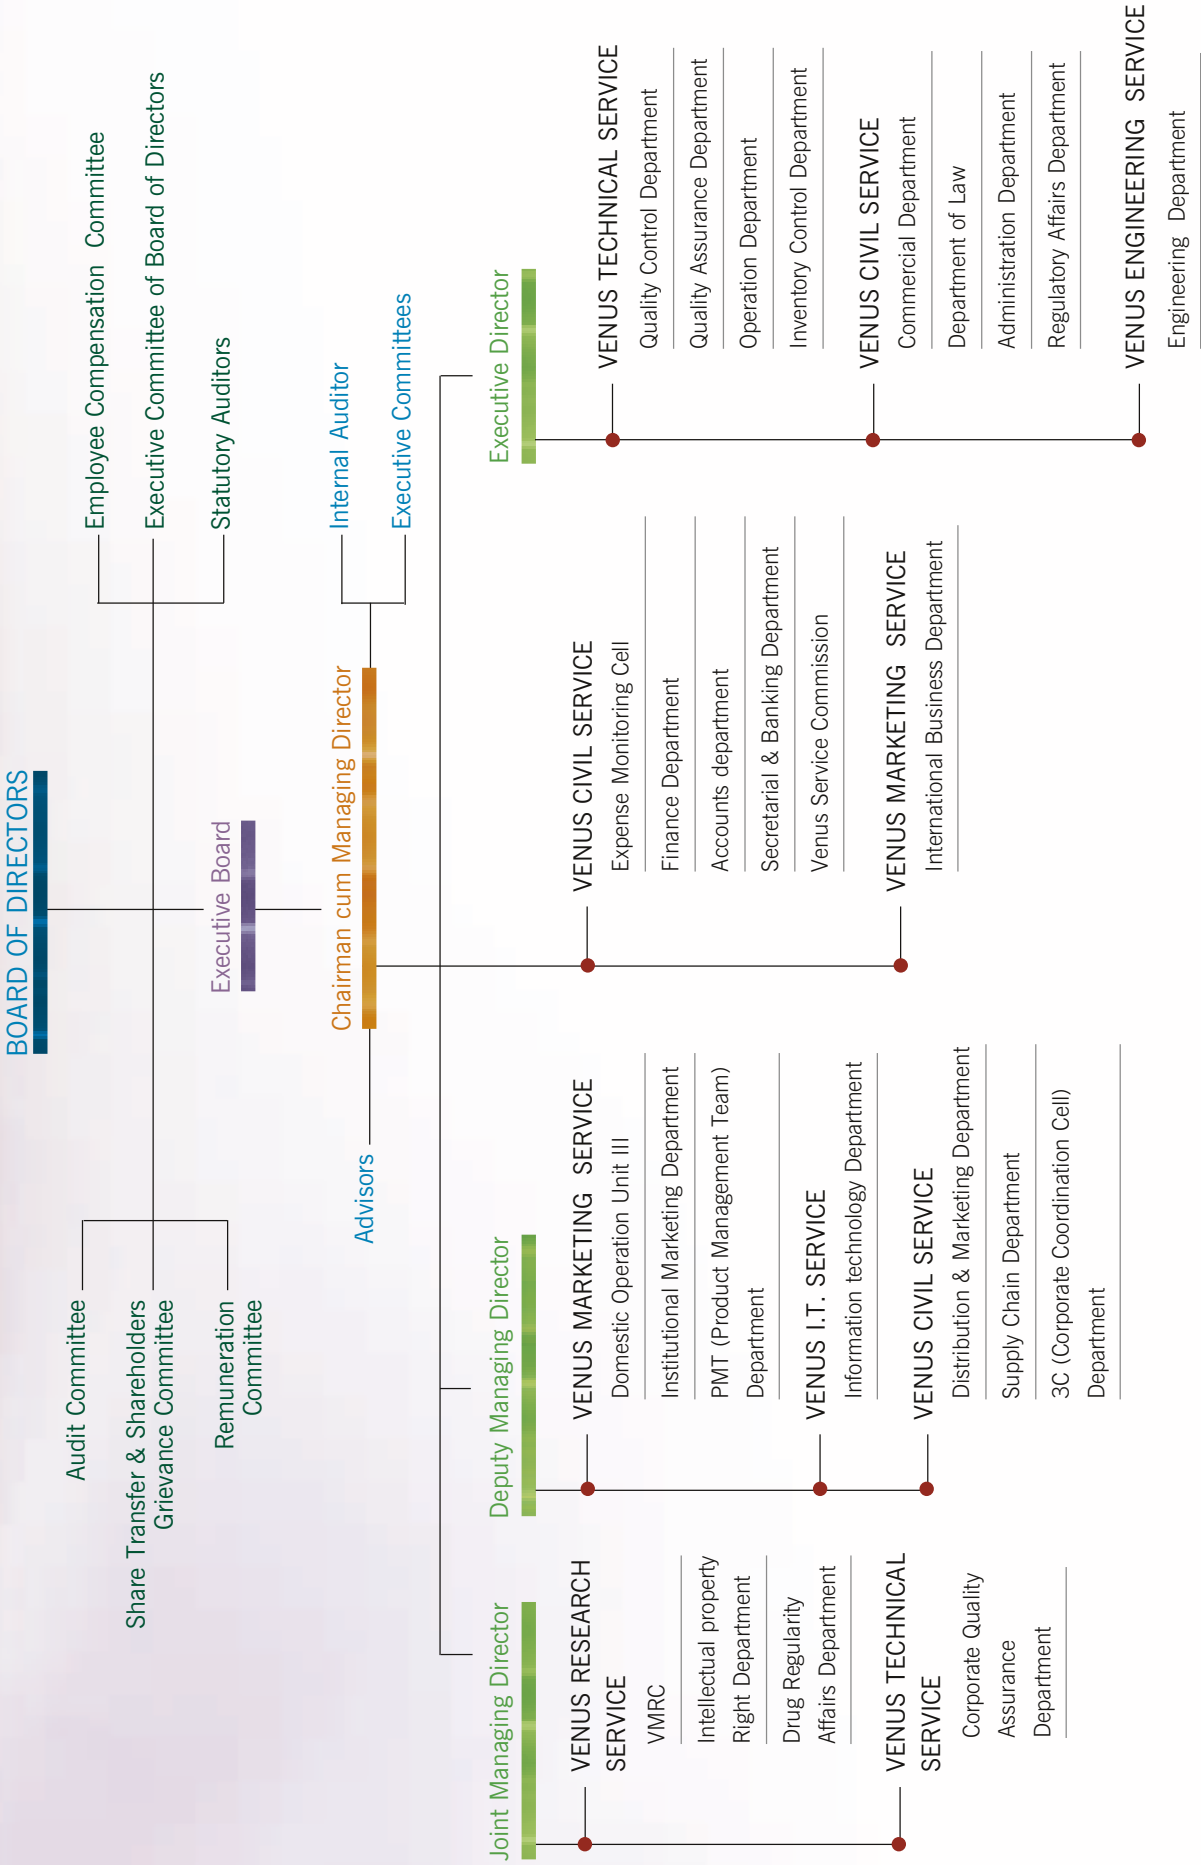 BOARD OF DIRECTORS
Audit Committee
Share Transfer & Shareholders
Grievance Committee
Remuneration
Committee
Employee Compensation Committee
Executive Committee of Board of Directors
Statutory Auditors
Executive Board
Chairman cum Managing Director
Advisors
Internal Auditor
Executive Committees
Joint Managing Director
VENUS RESEARCH
SERVICE
VMRC
Intellectual property
Right Department
Drug Regularity
Affairs Department
VENUS TECHNICAL
SERVICE
Corporate Quality
Assurance
Department
Deputy Managing Director
VENUS MARKETING SERVICE
Domestic Operation Unit III
Institutional Marketing Department
PMT (Product Management Team)
Department
VENUS I.T. SERVICE
Information technology Department
VENUS CIVIL SERVICE
Distribution & Marketing Department
Supply Chain Department
3C (Corporate Coordination Cell)
Department
VENUS CIVIL SERVICE
Expense Monitoring Cell
Finance Department
Accounts department
Secretarial & Banking Department
Venus Service Commission
VENUS MARKETING SERVICE
International Business Department
Executive Director
VENUS TECHNICAL SERVICE
Quality Control Department
Quality Assurance Department
Operation Department
Inventory Control Department
VENUS CIVIL SERVICE
Commercial Department
Department of Law
Administration Department
Regulatory Affairs Department
VENUS ENGINEERING SERVICE
Engineering Department